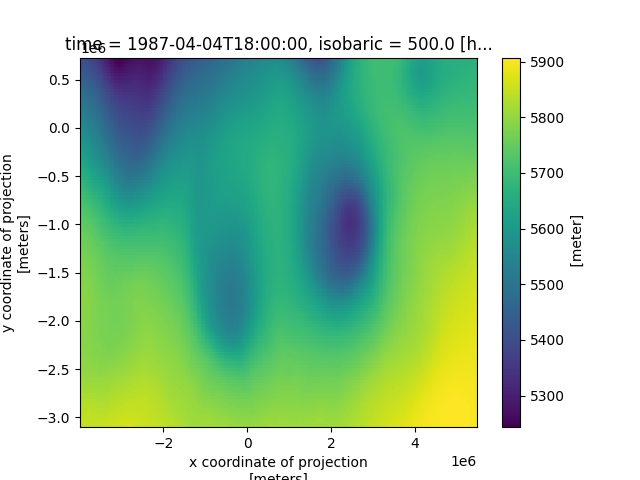 time = 1987-04-04T18:00:00, isobaric = 500.0 [h...
1e6
0.5
0.0
−0.5
−1.0
−1.5
−2.0
−2.5
−3.0
y coordinate of projection
[meters]
−2
0
2
4
1e6
x coordinate of projection
[meters]
5900
5800
5700
5600
5500
5400
5300
[meter]